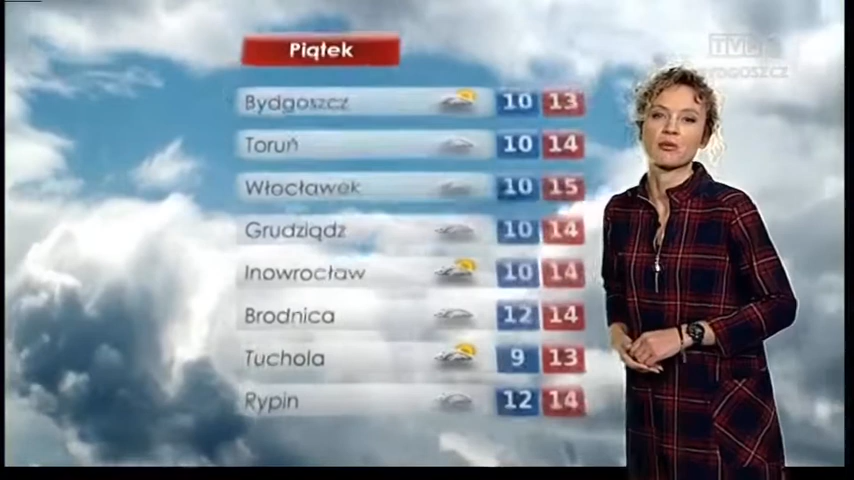 Piątek
TVP3
BYDGOSZCZ
Bydgoszcz 10 13
Toruń 10 14
Włocławek 10 15
Grudziądz 10 14
Inowrocław 10 14
Brodnica 12 14
Tuchola 9 13
Rypin 12 14